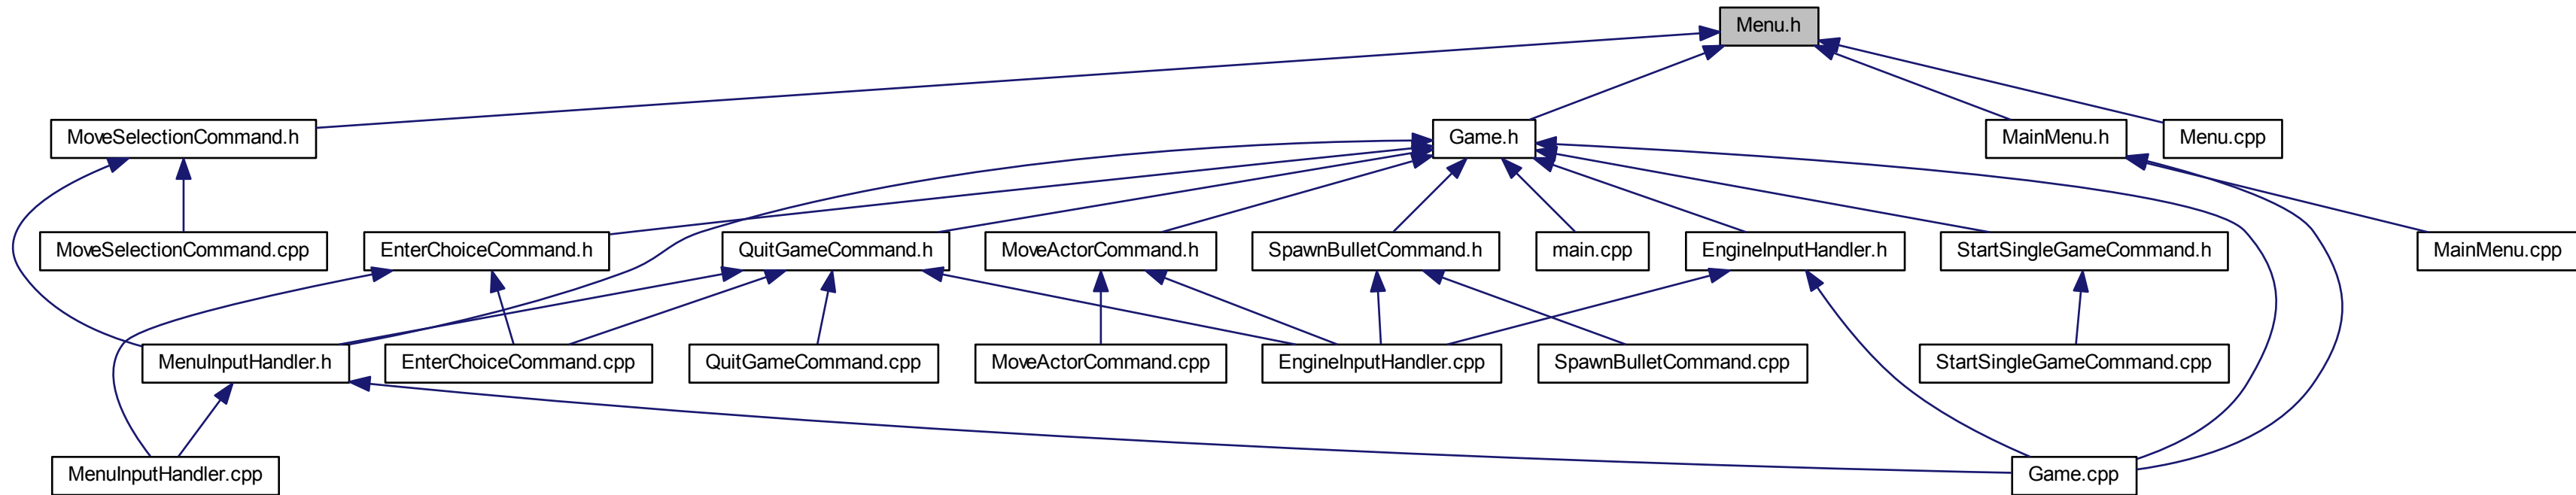 Menu.h
MoveSelectionCommand.h
Game.h
MainMenu.h
Menu.cpp
MoveSelectionCommand.cpp
EnterChoiceCommand.h
QuitGameCommand.h
MoveActorCommand.h
SpawnBulletCommand.h
main.cpp
EngineInputHandler.h
StartSingleGameCommand.h
MainMenu.cpp
MenuInputHandler.h
EnterChoiceCommand.cpp
QuitGameCommand.cpp
MoveActorCommand.cpp
EngineInputHandler.cpp
SpawnBulletCommand.cpp
StartSingleGameCommand.cpp
MenuInputHandler.cpp
Game.cpp